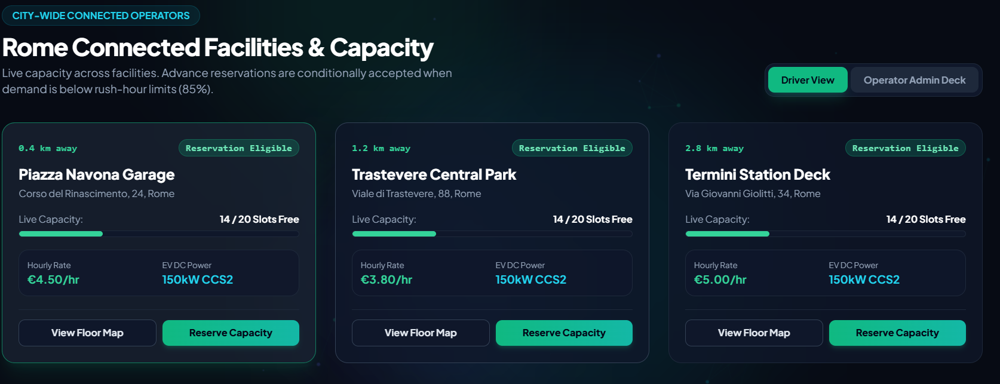 CITY-WIDE CONNECTED OPERATORS
Rome Connected Facilities & Capacity
Live capacity across facilities. Advance reservations are conditionally accepted when
demand is below rush-hour limits (85%).
Driver View
Operator Admin Deck
0.4 km away
Reservation Eligible
Piazza Navona Garage
Corso del Rinascimento, 24, Rome
Live Capacity:
14 / 20 Slots Free
Hourly Rate
EV DC Power
€4.50/hr
150kW CCS2
View Floor Map
Reserve Capacity
1.2 km away
Reservation Eligible
Trastevere Central Park
Viale di Trastevere, 88, Rome
Live Capacity:
14 / 20 Slots Free
Hourly Rate
EV DC Power
€3.80/hr
150kW CCS2
View Floor Map
Reserve Capacity
2.8 km away
Reservation Eligible
Termini Station Deck
Via Giovanni Giolitti, 34, Rome
Live Capacity:
14 / 20 Slots Free
Hourly Rate
EV DC Power
€5.00/hr
150kW CCS2
View Floor Map
Reserve Capacity